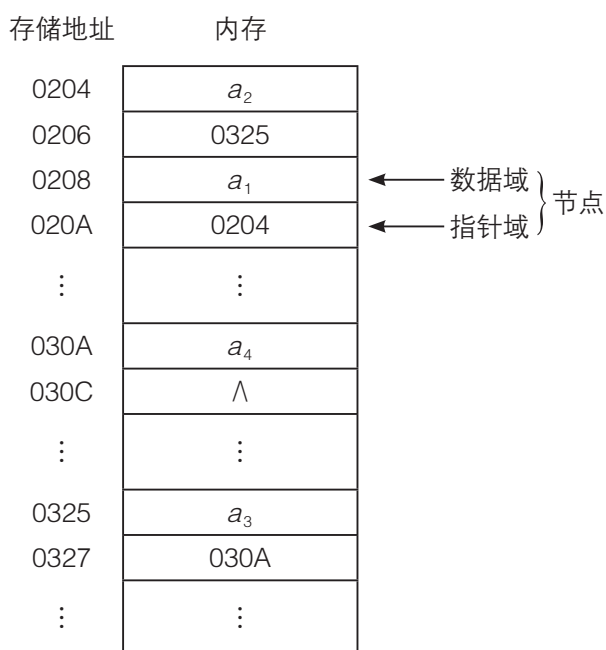 存储地址 内存
0204 a₂
0206 0325
0208 a₁ 数据域
节点
020A 0204 指针域
⋮ ⋮
030A a₄
030C ∧
⋮ ⋮
0325 a₃
0327 030A
⋮ ⋮